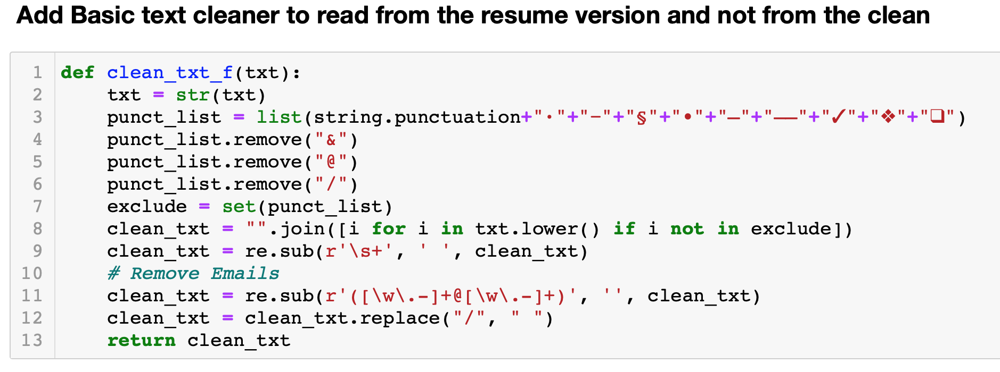 Add Basic text cleaner to read from the resume version and not from the clean
1 def clean_txt_f(txt):
2     txt = str(txt)
3     punct_list = list(string.punctuation+"·"+"–"+"§"+"•"+"—"+"——"+"✓"+"❖"+"❑")
4     punct_list.remove("&")
5     punct_list.remove("@")
6     punct_list.remove("/")
7     exclude = set(punct_list)
8     clean_txt = "".join([i for i in txt.lower() if i not in exclude])
9     clean_txt = re.sub(r'\s+', ' ', clean_txt)
10     # Remove Emails
11     clean_txt = re.sub(r'([\w\.-]+@[\w\.-]+)', '', clean_txt)
12     clean_txt = clean_txt.replace("/", " ")
13     return clean_txt